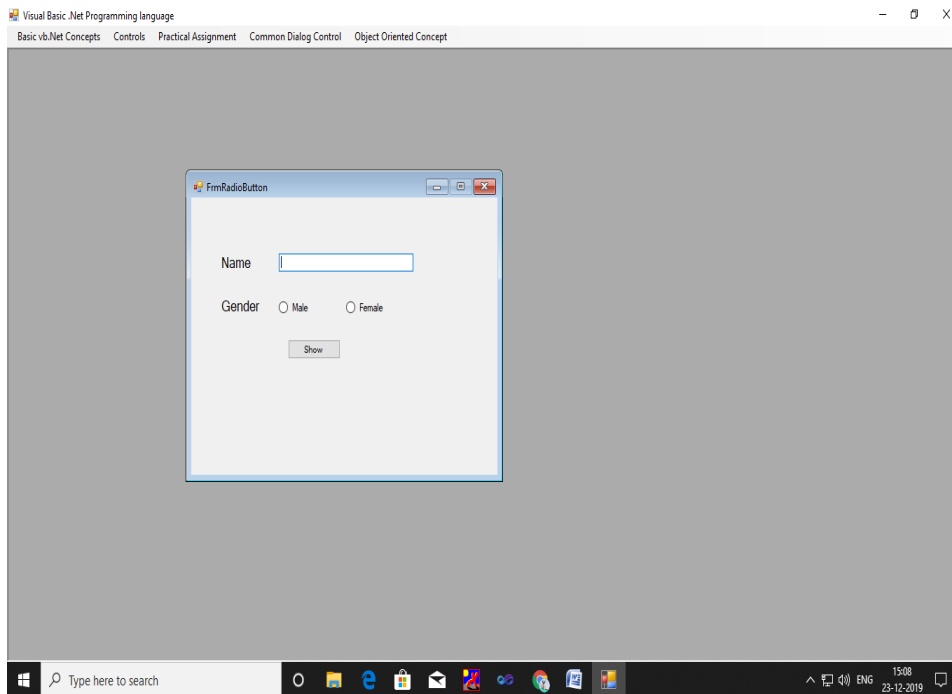 Visual Basic .Net Programming language
Basic vb.Net Concepts Controls Practical Assignment Common Dialog Control Object Oriented Concept
FrmRadioButton
Name
Gender Male Female
Show
Type here to search
ENG
15:08
23-12-2019